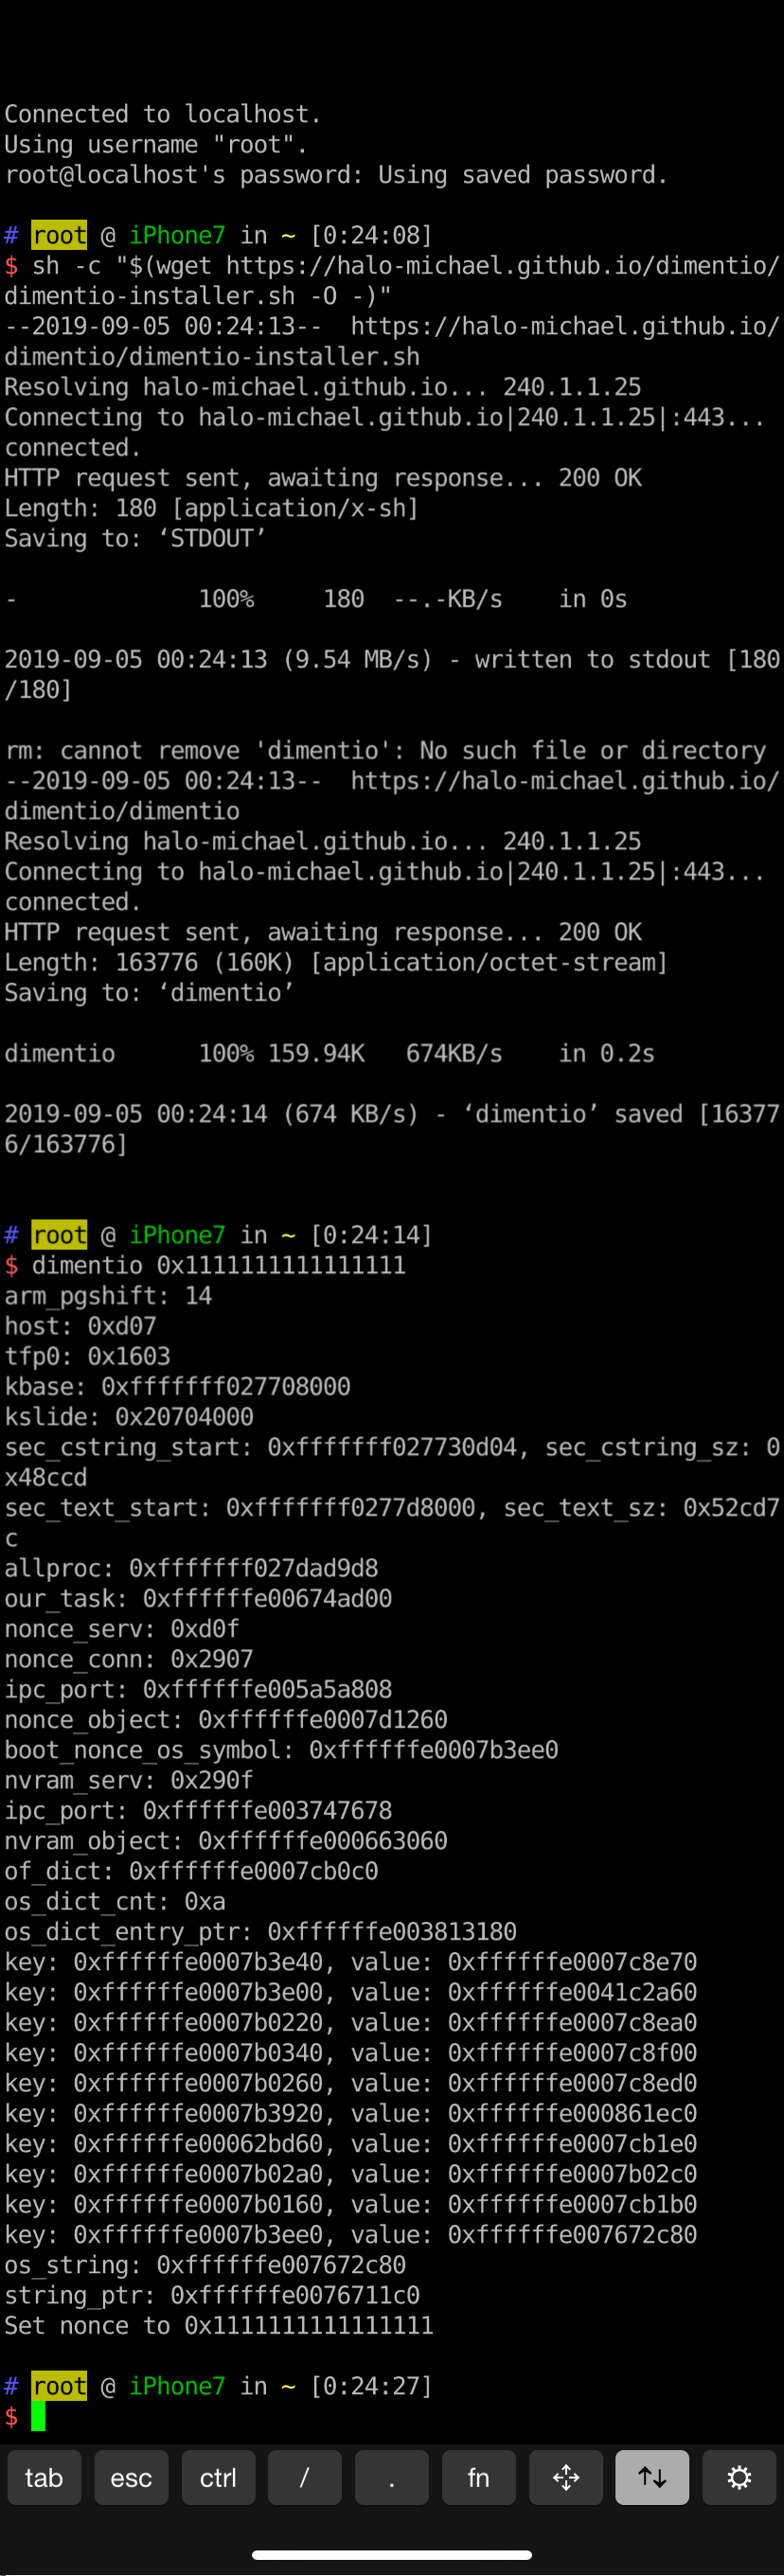 Connected to localhost.
Using username "root".
root@localhost's password: Using saved password.
# root @ iPhone7 in ~ [0:24:08]
$ sh -c "$(wget https://halo-michael.github.io/dimentio/
dimentio-installer.sh -O -)"
--2019-09-05 00:24:13--  https://halo-michael.github.io/
dimentio/dimentio-installer.sh
Resolving halo-michael.github.io... 240.1.1.25
Connecting to halo-michael.github.io|240.1.1.25|:443...
connected.
HTTP request sent, awaiting response... 200 OK
Length: 180 [application/x-sh]
Saving to: ‘STDOUT’
-             100%     180  --.-KB/s    in 0s
2019-09-05 00:24:13 (9.54 MB/s) - written to stdout [180
/180]
rm: cannot remove 'dimentio': No such file or directory
--2019-09-05 00:24:13--  https://halo-michael.github.io/
dimentio/dimentio
Resolving halo-michael.github.io... 240.1.1.25
Connecting to halo-michael.github.io|240.1.1.25|:443...
connected.
HTTP request sent, awaiting response... 200 OK
Length: 163776 (160K) [application/octet-stream]
Saving to: ‘dimentio’
dimentio      100% 159.94K   674KB/s    in 0.2s
2019-09-05 00:24:14 (674 KB/s) - ‘dimentio’ saved [16377
6/163776]
# root @ iPhone7 in ~ [0:24:14]
$ dimentio 0x1111111111111111
arm_pgshift: 14
host: 0xd07
tfp0: 0x1603
kbase: 0xfffffff027708000
kslide: 0x20704000
sec_cstring_start: 0xfffffff027730d04, sec_cstring_sz: 0
x48ccd
sec_text_start: 0xfffffff0277d8000, sec_text_sz: 0x52cd7
c
allproc: 0xfffffff027dad9d8
our_task: 0xffffffe00674ad00
nonce_serv: 0xd0f
nonce_conn: 0x2907
ipc_port: 0xffffffe005a5a808
nonce_object: 0xffffffe0007d1260
boot_nonce_os_symbol: 0xffffffe0007b3ee0
nvram_serv: 0x290f
ipc_port: 0xffffffe003747678
nvram_object: 0xffffffe000663060
of_dict: 0xffffffe0007cb0c0
os_dict_cnt: 0xa
os_dict_entry_ptr: 0xffffffe003813180
key: 0xffffffe0007b3e40, value: 0xffffffe0007c8e70
key: 0xffffffe0007b3e00, value: 0xffffffe0041c2a60
key: 0xffffffe0007b0220, value: 0xffffffe0007c8ea0
key: 0xffffffe0007b0340, value: 0xffffffe0007c8f00
key: 0xffffffe0007b0260, value: 0xffffffe0007c8ed0
key: 0xffffffe0007b3920, value: 0xffffffe000861ec0
key: 0xffffffe00062bd60, value: 0xffffffe0007cb1e0
key: 0xffffffe0007b02a0, value: 0xffffffe0007b02c0
key: 0xffffffe0007b0160, value: 0xffffffe0007cb1b0
key: 0xffffffe0007b3ee0, value: 0xffffffe007672c80
os_string: 0xffffffe007672c80
string_ptr: 0xffffffe0076711c0
Set nonce to 0x1111111111111111
# root @ iPhone7 in ~ [0:24:27]
$
tab esc ctrl / . fn